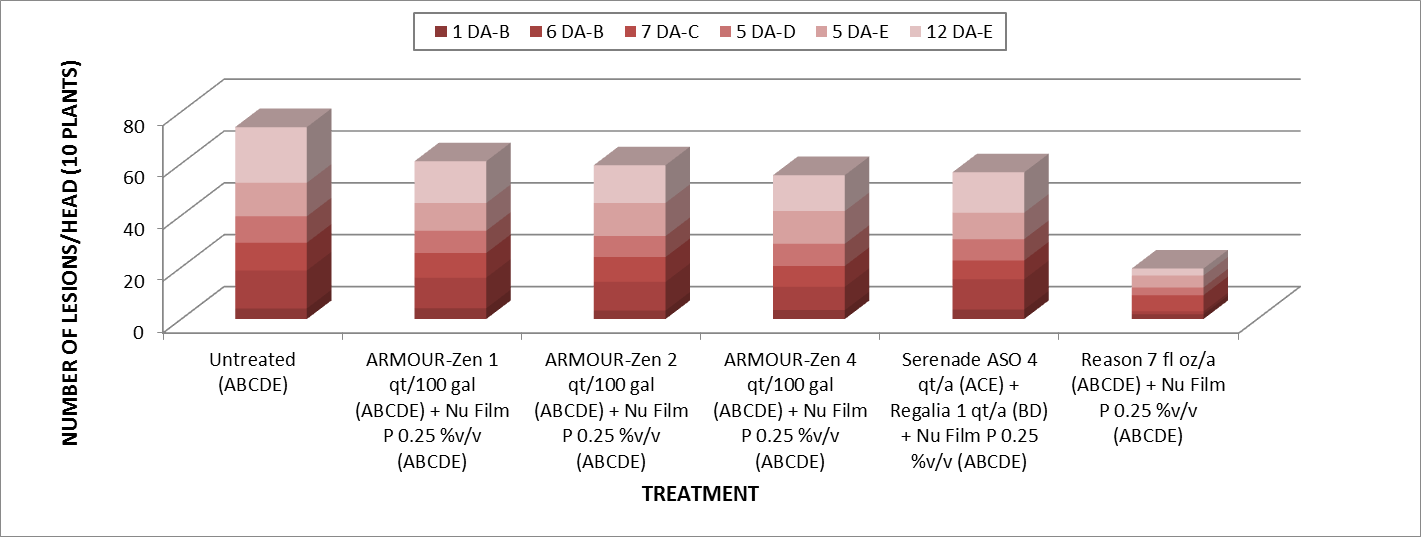 1 DA-B 6 DA-B 7 DA-C 5 DA-D 5 DA-E 12 DA-E
NUMBER OF LESIONS/HEAD (10 PLANTS)
80
60
40
20
0
Untreated
(ABCDE)
ARMOUR-Zen 1
qt/100 gal
(ABCDE) + Nu Film
P 0.25 %v/v
(ABCDE)
ARMOUR-Zen 2
qt/100 gal
(ABCDE) + Nu Film
P 0.25 %v/v
(ABCDE)
ARMOUR-Zen 4
qt/100 gal
(ABCDE) + Nu Film
P 0.25 %v/v
(ABCDE)
Serenade ASO 4
qt/a (ACE) +
Regalia 1 qt/a (BD)
+ Nu Film P 0.25
%v/v (ABCDE)
Reason 7 fl oz/a
(ABCDE) + Nu Film
P 0.25 %v/v
(ABCDE)
TREATMENT